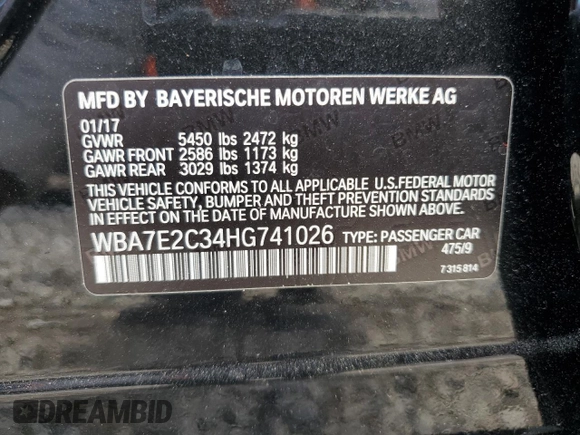 MFD BY BAYERISCHE MOTOREN WERKE AG
01/17
GVWR 5450 lbs 2472 kg
GAWR FRONT 2586 lbs 1173 kg
GAWR REAR 3029 lbs 1374 kg
THIS VEHICLE CONFORMS TO ALL APPLICABLE U.S.FEDERAL MOTOR
VEHICLE SAFETY, BUMPER AND THEFT PREVENTION STANDARDS
IN EFFECT ON THE DATE OF MANUFACTURE SHOWN ABOVE.
WBA7E2C34HG741026 TYPE: PASSENGER CAR
475/9
7 315 814
DREAMBID